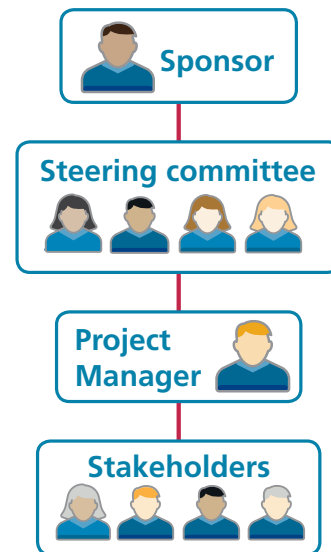 Sponsor
Steering committee
Project
Manager
Stakeholders